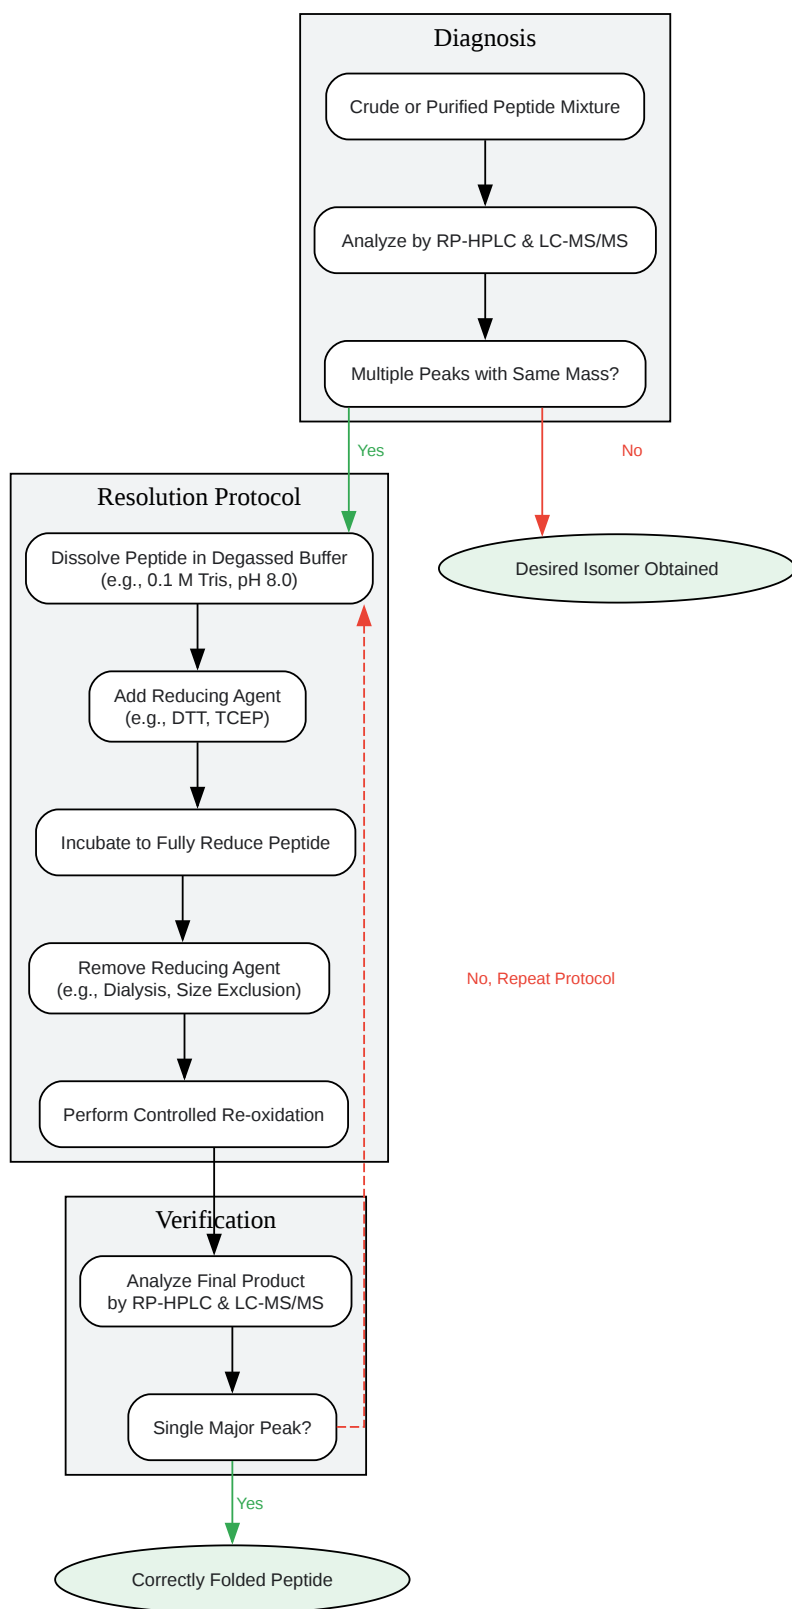 Diagnosis
Crude or Purified Peptide Mixture
Analyze by RP-HPLC & LC-MS/MS
Multiple Peaks with Same Mass?
Yes
No
Resolution Protocol
Dissolve Peptide in Degassed Buffer
(e.g., 0.1 M Tris, pH 8.0)
Desired Isomer Obtained
Add Reducing Agent
(e.g., DTT, TCEP)
Incubate to Fully Reduce Peptide
Remove Reducing Agent
(e.g., Dialysis, Size Exclusion)
No, Repeat Protocol
Perform Controlled Re-oxidation
Verification
Analyze Final Product
by RP-HPLC & LC-MS/MS
Single Major Peak?
Yes
Correctly Folded Peptide